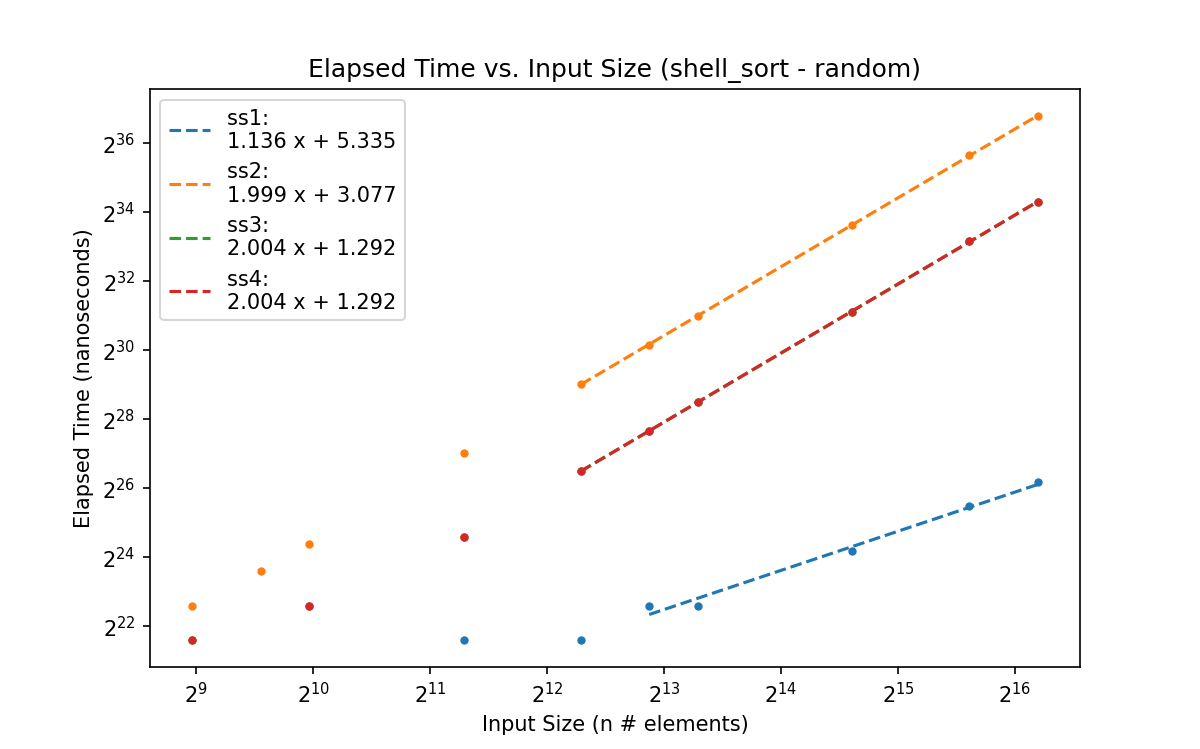 Elapsed Time vs. Input Size (shell_sort - random)
ss1:
1.136 x + 5.335
ss2:
1.999 x + 3.077
ss3:
2.004 x + 1.292
ss4:
2.004 x + 1.292
Elapsed Time (nanoseconds)
2^36
2^34
2^32
2^30
2^28
2^26
2^24
2^22
2^9 2^10 2^11 2^12 2^13 2^14 2^15 2^16
Input Size (n # elements)